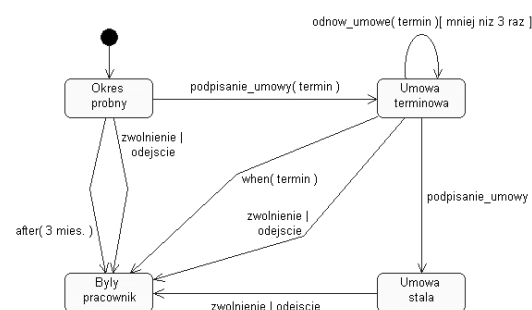 odnow_umowe( termin )[ mniej niz 3 raz ]
Okres
probny
podpisanie_umowy( termin )
Umowa
terminowa
zwolnienie |
odejscie
when( termin )
podpisanie_umowy
zwolnienie |
odejscie
after( 3 mies. )
Byly
pracownik
Umowa
stala
zwolnienie | odejscie